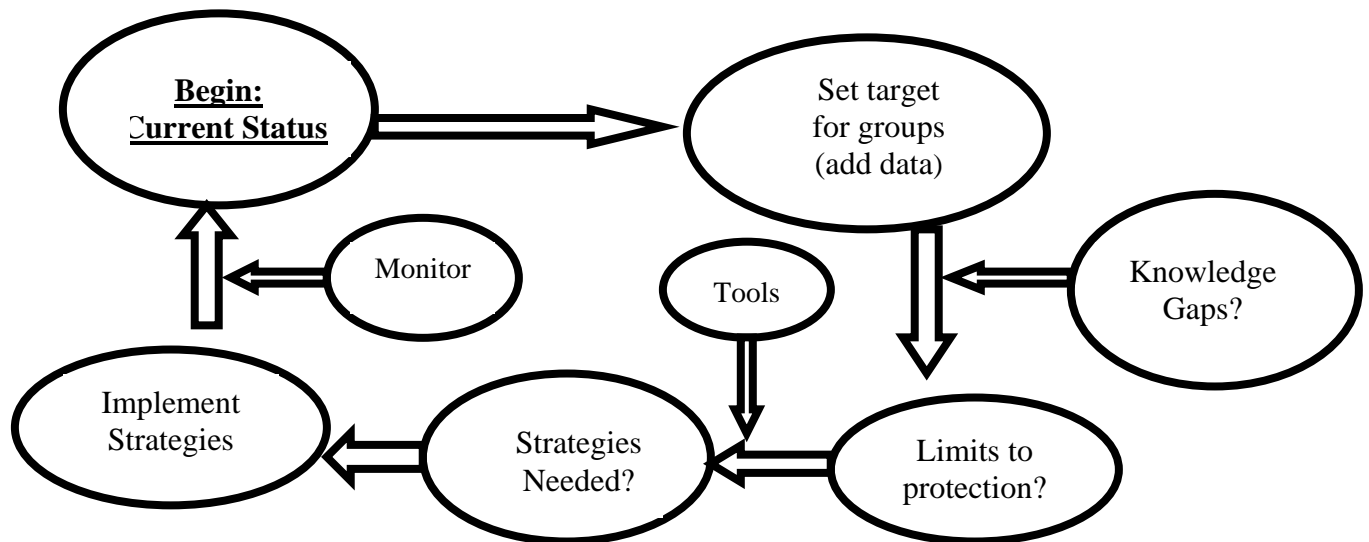 Begin:
Current Status
Set target
for groups
(add data)
Monitor
Tools
Knowledge
Gaps?
Implement
Strategies
Strategies
Needed?
Limits to
protection?